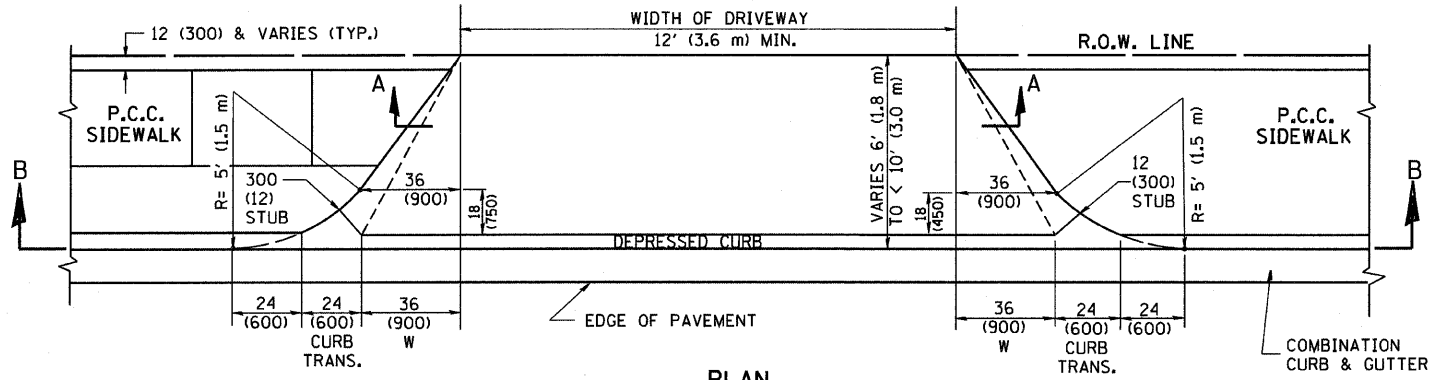 WIDTH OF DRIVEWAY
12' (3.6 m) MIN.
12 (300) & VARIES (TYP.)
R.O.W. LINE
A
A
P.C.C.
SIDEWALK
P.C.C.
SIDEWALK
R= 5' (1.5 m)
VARIES 6' (1.8 m)
TO < 10' (3.0 m)
R= 5' (1.5 m)
B
B
300
(12)
STUB
36
(900)
18
(750)
36
(900)
18
(450)
12
(300)
STUB
DEPRESSED CURB
24
(600)
24
(600)
CURB
TRANS.
36
(900)
W
EDGE OF PAVEMENT
36
(900)
W
24
(600)
CURB
TRANS.
24
(600)
COMBINATION
CURB & GUTTER
PLAN